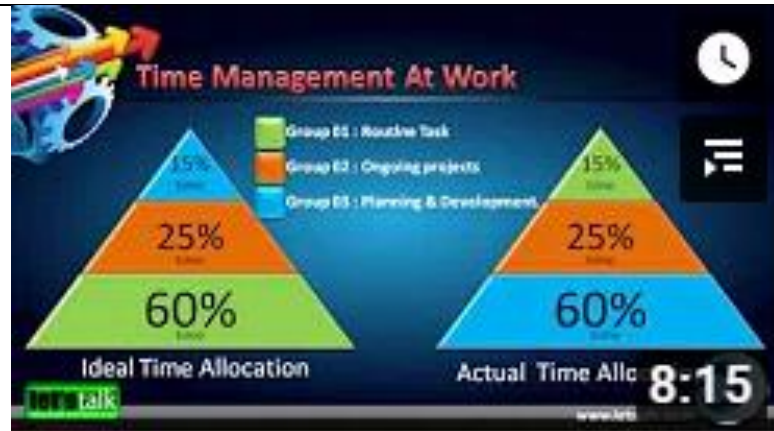 Time Management At Work
Group 01 : Routine Task
Group 02 : Ongoing projects
Group 03 : Planning & Development
15%
25%
60%
15%
25%
60%
Ideal Time Allocation
Actual Time Alloc
8:15
let's talk